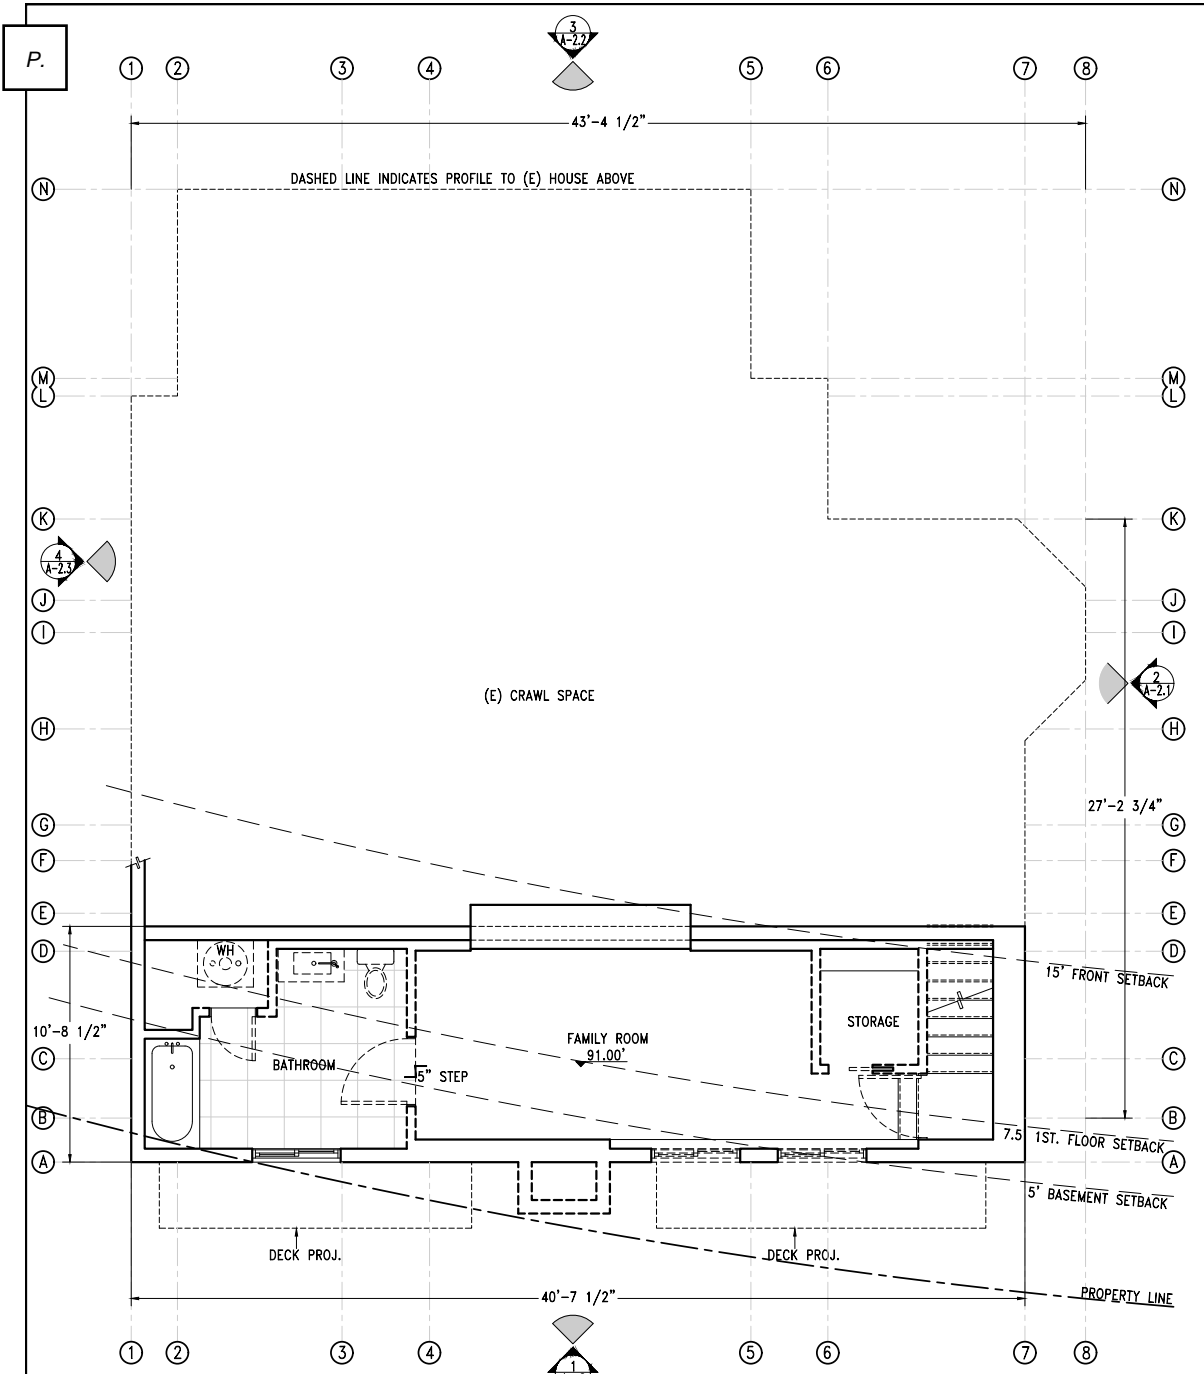 P.
3
A-2.2
1 2 3 4 5 6 7 8
43'-4 1/2"
DASHED LINE INDICATES PROFILE TO (E) HOUSE ABOVE
N N
M M
L L
K K
4
A-2.3
J J
I I
2
A-2.1
(E) CRAWL SPACE
H H
27'-2 3/4"
G G
F F
E E
D D
WH
15' FRONT SETBACK
10'-8 1/2"
STORAGE
FAMILY ROOM
91.00'
C C
BATHROOM
5" STEP
B B
7.5 1ST. FLOOR SETBACK
A A
5' BASEMENT SETBACK
DECK PROJ. DECK PROJ.
40'-7 1/2"
PROPERTY LINE
1 2 3 4 5 6 7 8
1